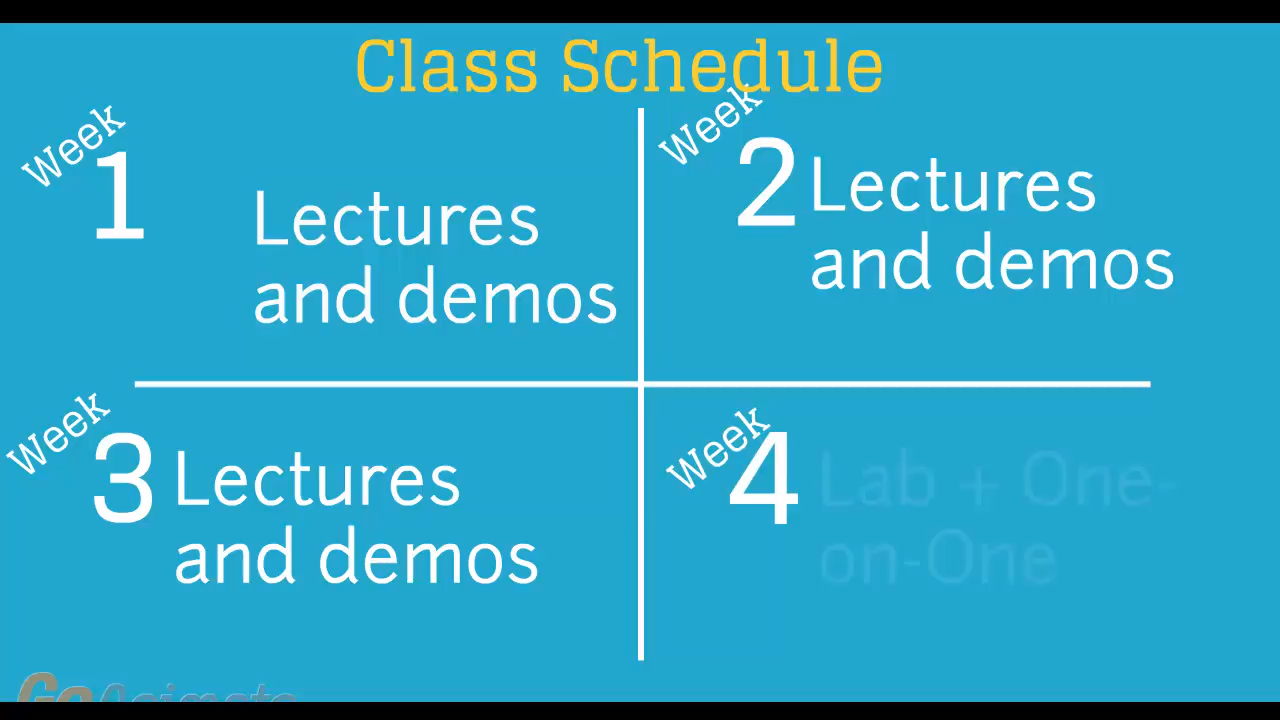 Class Schedule
Week
1
Lectures
and demos
Week
2
Lectures
and demos
Week
3
Lectures
and demos
Week
4
Lab + One-
on-One
GoAnimate